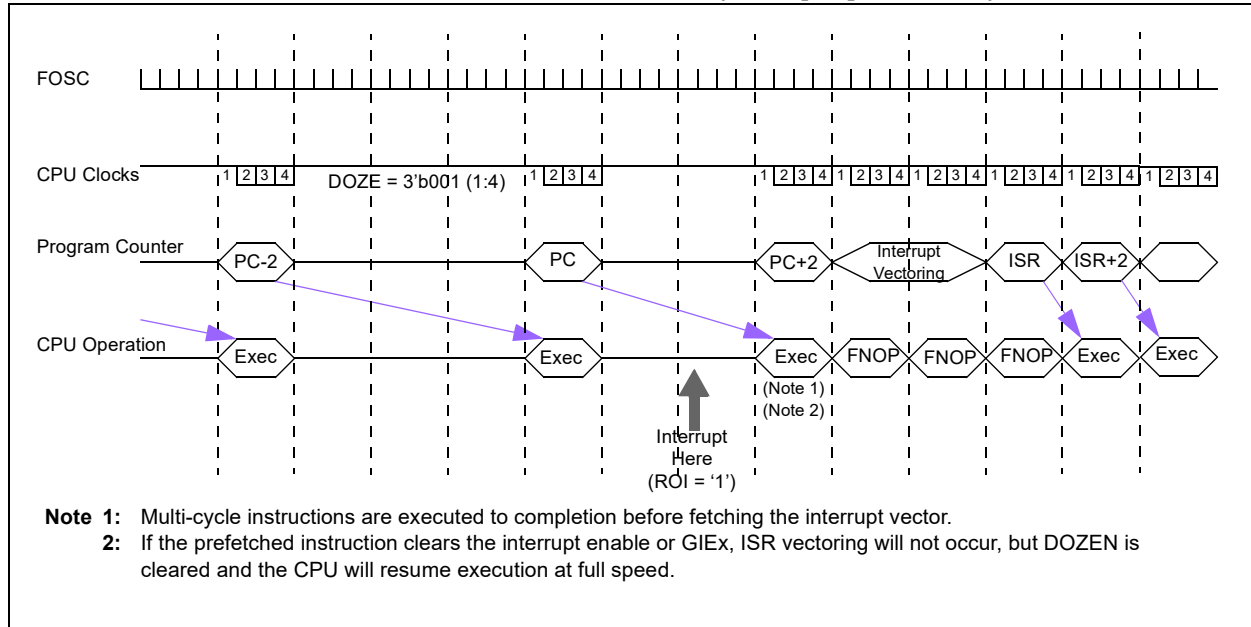 FOSC
CPU Clocks
1 2 3 4
DOZE = 3’b001 (1:4)
1 2 3 4
1 2 3 4
1 2 3 4
1 2 3 4
1 2 3 4
1 2 3 4
1 2 3 4
Program Counter
PC-2
PC
PC+2
Interrupt
Vectoring
ISR
ISR+2
CPU Operation
Exec
Exec
Exec
FNOP
FNOP
FNOP
Exec
Exec
(Note 1)
(Note 2)
Interrupt
Here
(ROI = ‘1’)
Note 1: Multi-cycle instructions are executed to completion before fetching the interrupt vector.
2: If the prefetched instruction clears the interrupt enable or GIEx, ISR vectoring will not occur, but DOZEN is
cleared and the CPU will resume execution at full speed.